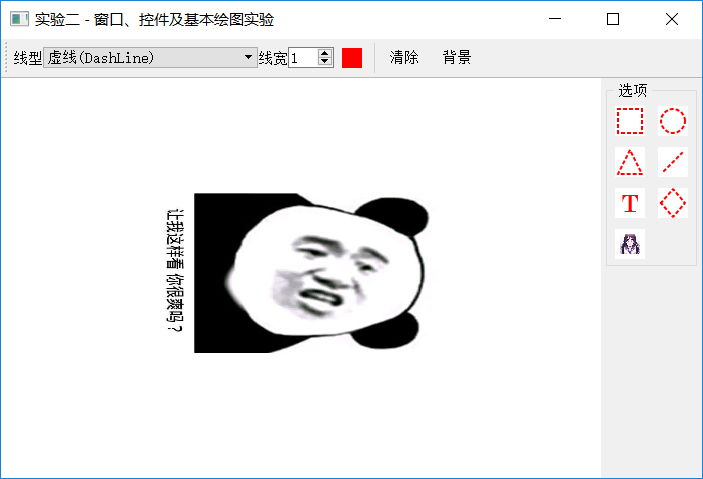 实验二 - 窗口、控件及基本绘图实验
线型 虚线(DashLine) 线宽 1 清除 背景
选项
T
让我这样看 你很爽吗？